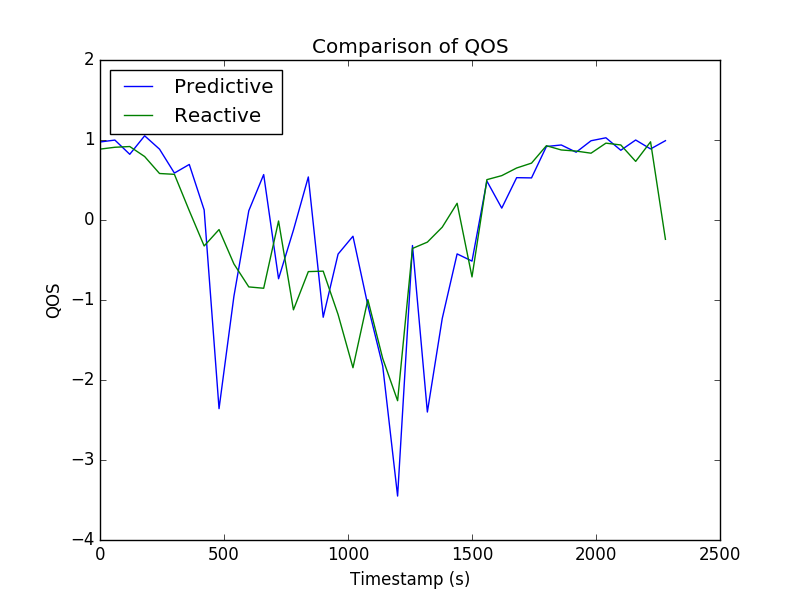 Comparison of QOS
Predictive
Reactive
2
1
0
−1
−2
−3
−4
QOS
0 500 1000 1500 2000 2500
Timestamp (s)